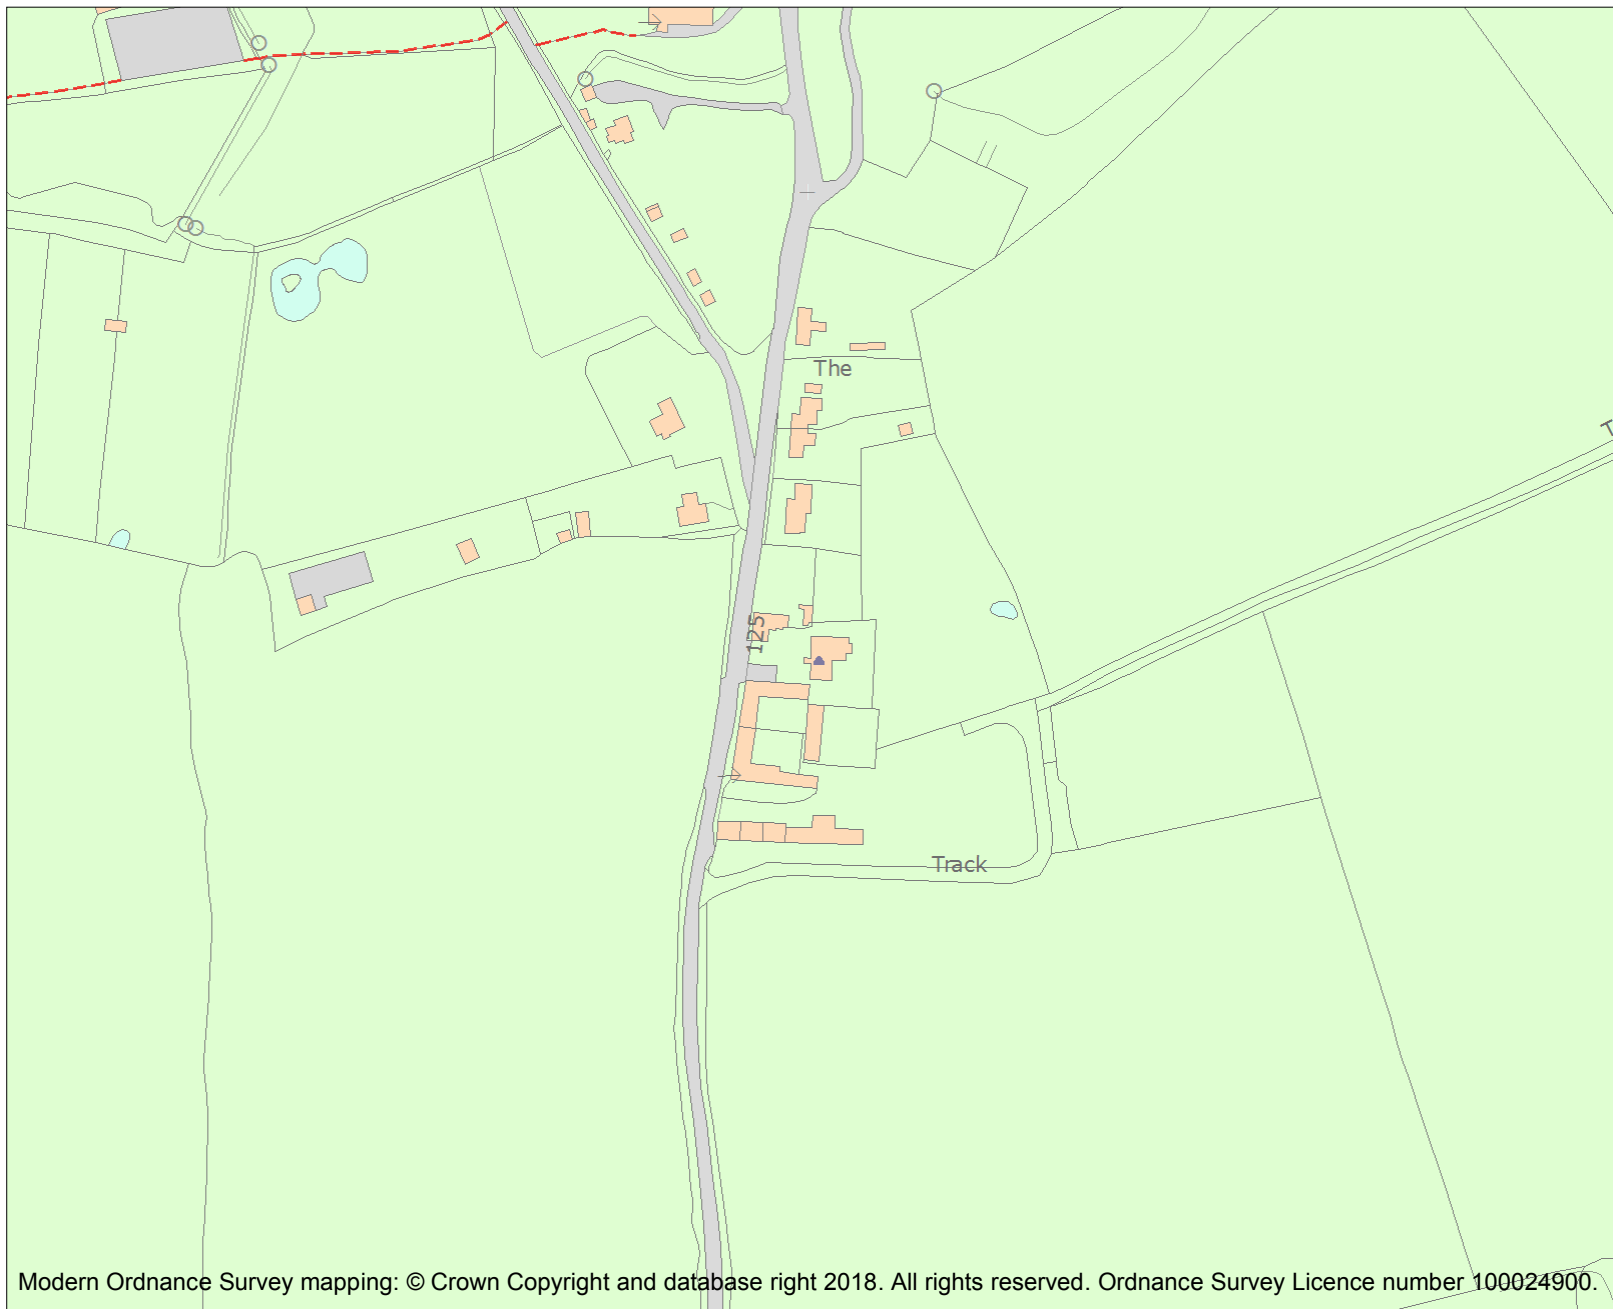 The
125
Track
Modern Ordnance Survey mapping: © Crown Copyright and database right 2018. All rights reserved. Ordnance Survey Licence number 100024900.